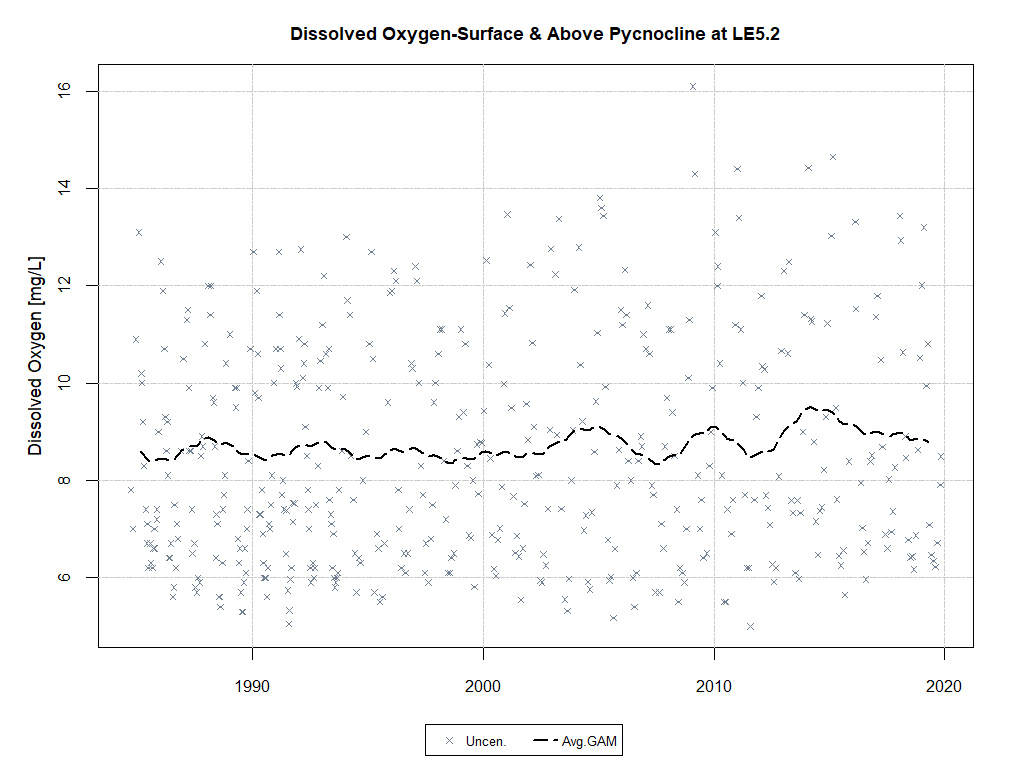 Dissolved Oxygen-Surface & Above Pycnocline at LE5.2
Dissolved Oxygen [mg/L]
16
14
12
10
8
6
1990
2000
2010
2020
Uncen.
Avg.GAM